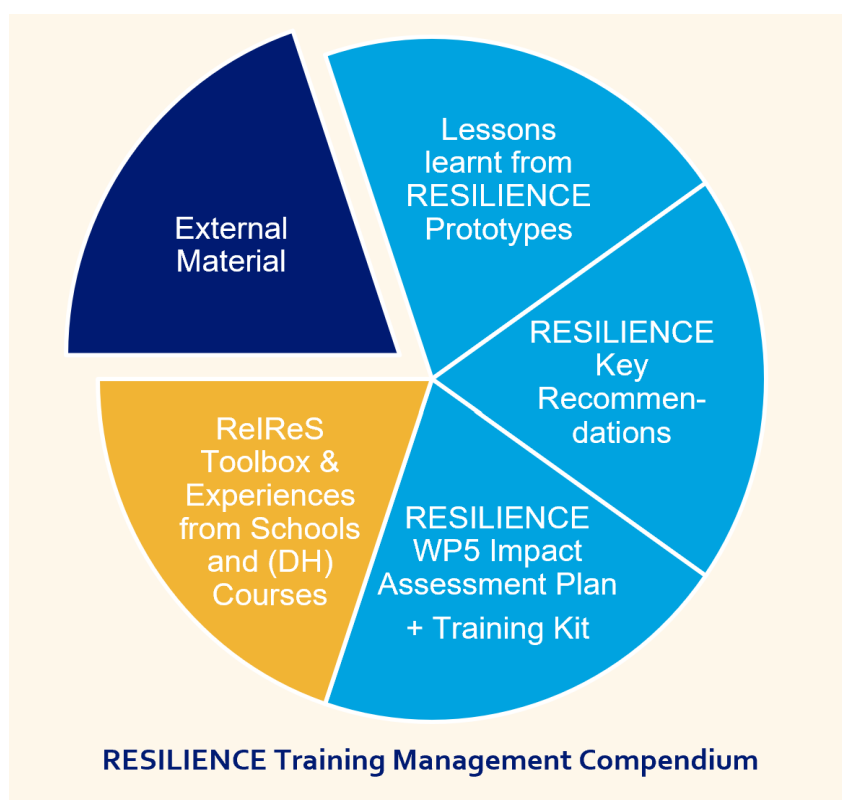 Lessons
learnt from
RESILIENCE
Prototypes
External
Material
RESILIENCE
Key
Recommen-
dations
ReIReS
Toolbox &
Experiences
from Schools
and (DH)
Courses
RESILIENCE
WP5 Impact
Assessment Plan
+ Training Kit
RESILIENCE Training Management Compendium